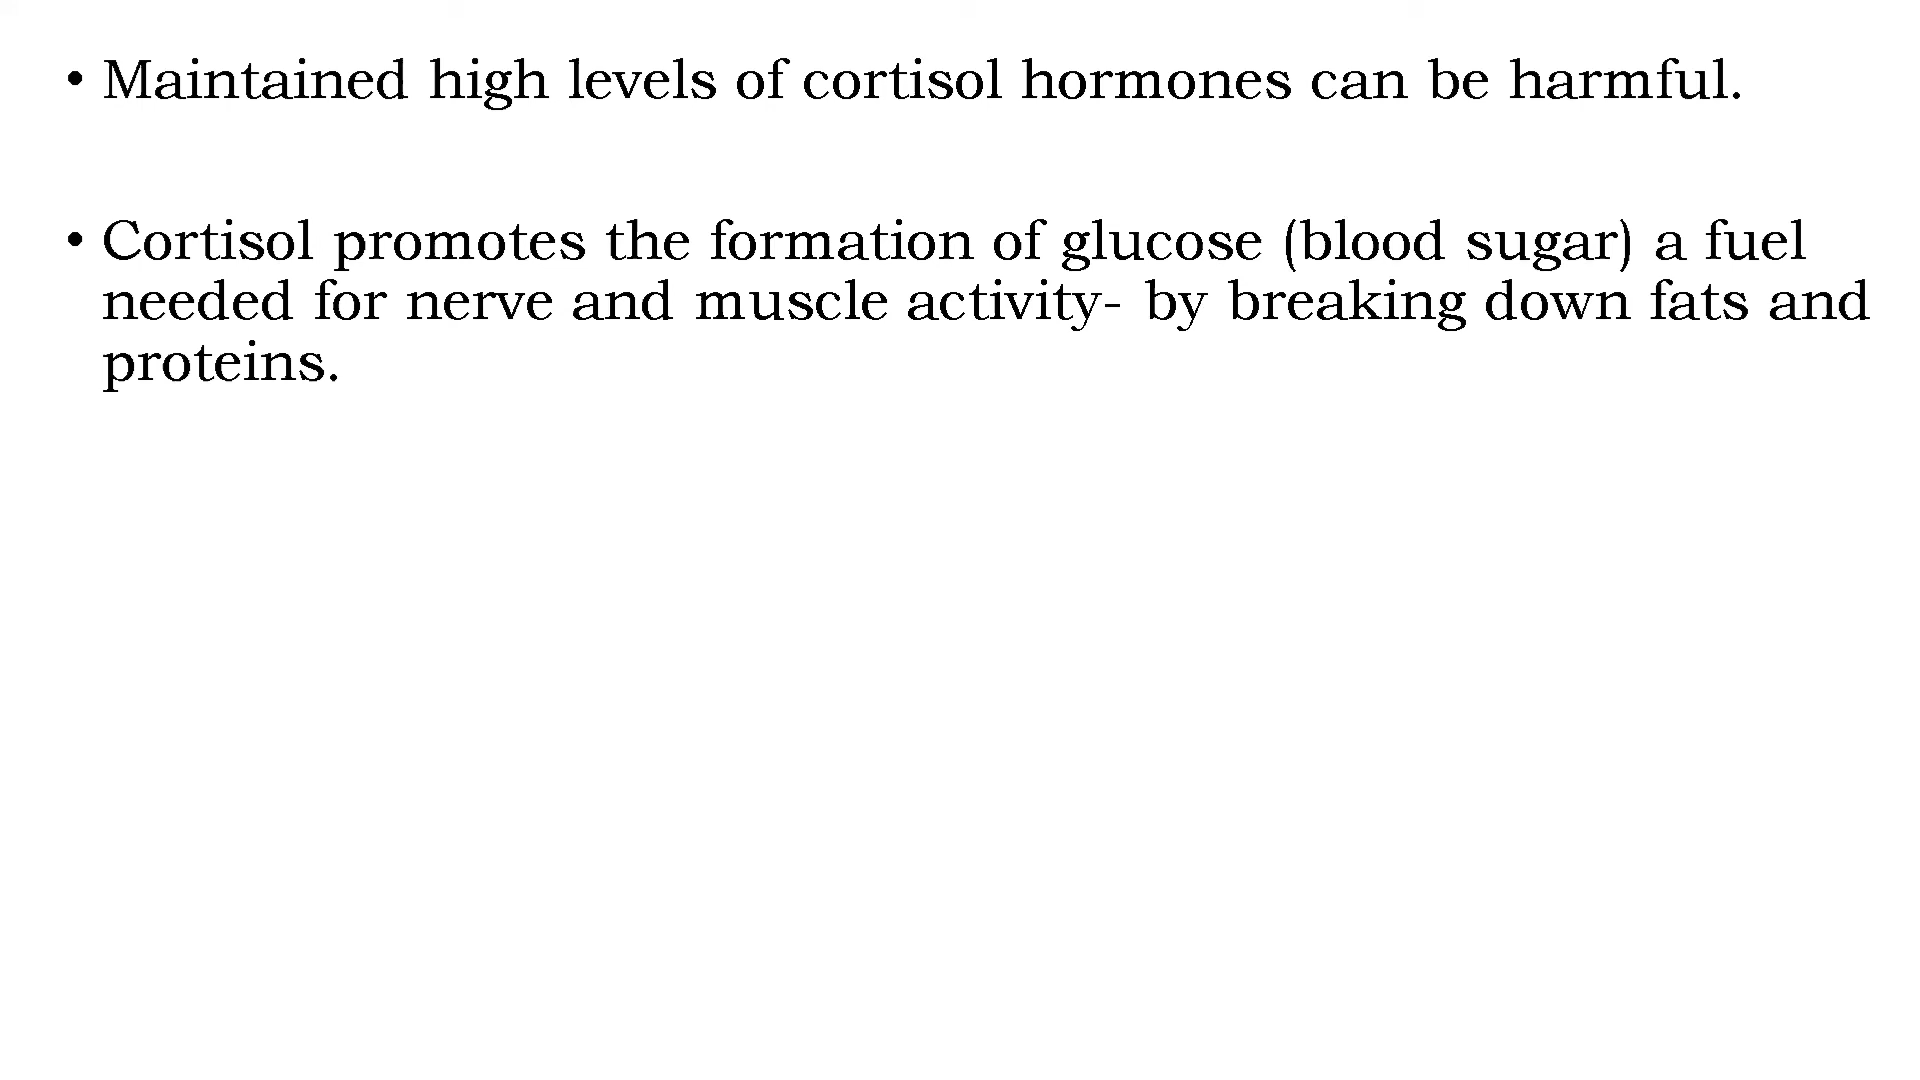 • Maintained high levels of cortisol hormones can be harmful.
• Cortisol promotes the formation of glucose (blood sugar) a fuel
needed for nerve and muscle activity- by breaking down fats and
proteins.